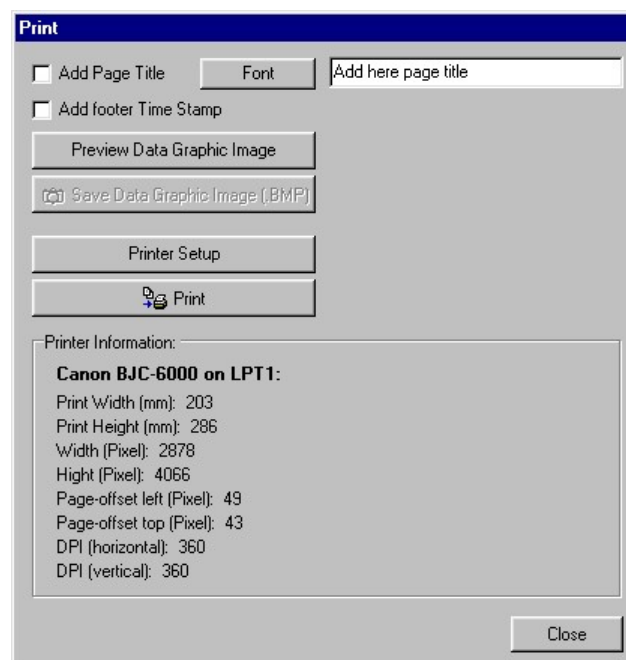 Print
Add Page Title Font Add here page title
Add footer Time Stamp
Preview Data Graphic Image
Save Data Graphic Image (.BMP)
Printer Setup
Print
Printer Information:
Canon BJC-6000 on LPT1:
Print Width (mm): 203
Print Height (mm): 286
Width (Pixel): 2878
Hight (Pixel): 4066
Page-offset left (Pixel): 49
Page-offset top (Pixel): 43
DPI (horizontal): 360
DPI (vertical): 360
Close